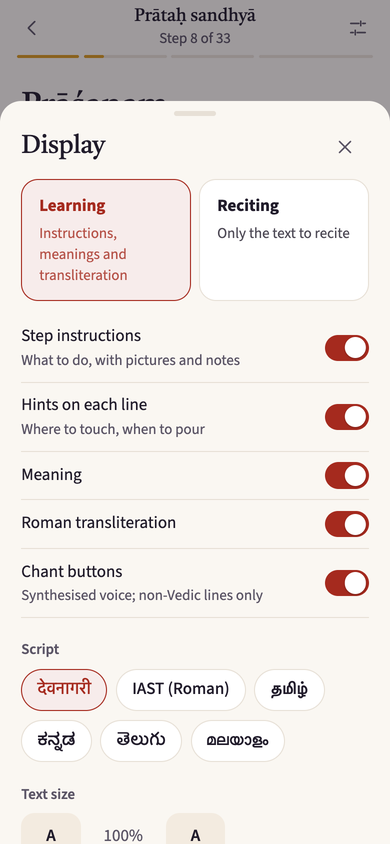 Prātaḥ sandhyā
Step 8 of 33
Prāśanam
Display
Learning
Instructions,
meanings and
transliteration
Reciting
Only the text to recite
Step instructions
What to do, with pictures and notes
Hints on each line
Where to touch, when to pour
Meaning
Roman transliteration
Chant buttons
Synthesised voice; non-Vedic lines only
Script
देवनागरी
IAST (Roman)
தமிழ்
ಕನ್ನಡ
తెలుగు
മലയാളം
Text size
A
100%
A